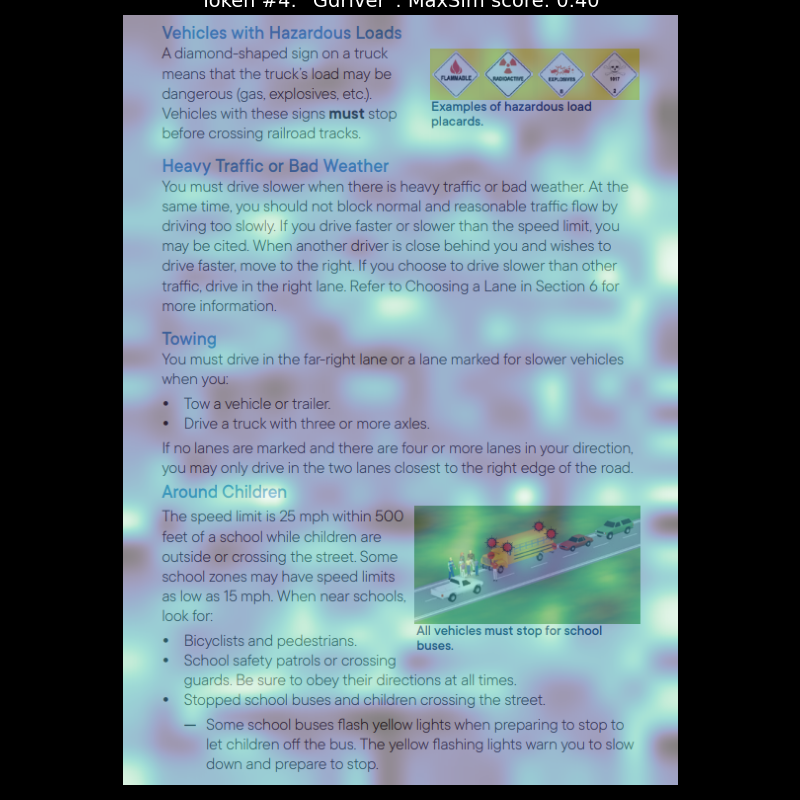 Token #4: "Ġdriver". MaxSim score: 0.40
Vehicles with Hazardous Loads
A diamond-shaped sign on a truck
means that the truck's load may be
dangerous (gas, explosives, etc.).
Vehicles with these signs must stop
before crossing railroad tracks.
FLAMMABLE
RADIOACTIVE
EXPLOSIVES
1017
2
Examples of hazardous load
placards.
Heavy Traffic or Bad Weather
You must drive slower when there is heavy traffic or bad weather. At the
same time, you should not block normal and reasonable traffic flow by
driving too slowly. If you drive faster or slower than the speed limit, you
may be cited. When another driver is close behind you and wishes to
drive faster, move to the right. If you choose to drive slower than other
traffic, drive in the right lane. Refer to Choosing a Lane in Section 6 for
more information.
Towing
You must drive in the far-right lane or a lane marked for slower vehicles
when you:
• Tow a vehicle or trailer.
• Drive a truck with three or more axles.
If no lanes are marked and there are four or more lanes in your direction,
you may only drive in the two lanes closest to the right edge of the road.
Around Children
The speed limit is 25 mph within 500
feet of a school while children are
outside or crossing the street. Some
school zones may have speed limits
as low as 15 mph. When near schools,
look for:
• Bicyclists and pedestrians.
• School safety patrols or crossing
guards. Be sure to obey their directions at all times.
• Stopped school buses and children crossing the street.
— Some school buses flash yellow lights when preparing to stop to
let children off the bus. The yellow flashing lights warn you to slow
down and prepare to stop.
All vehicles must stop for school
buses.